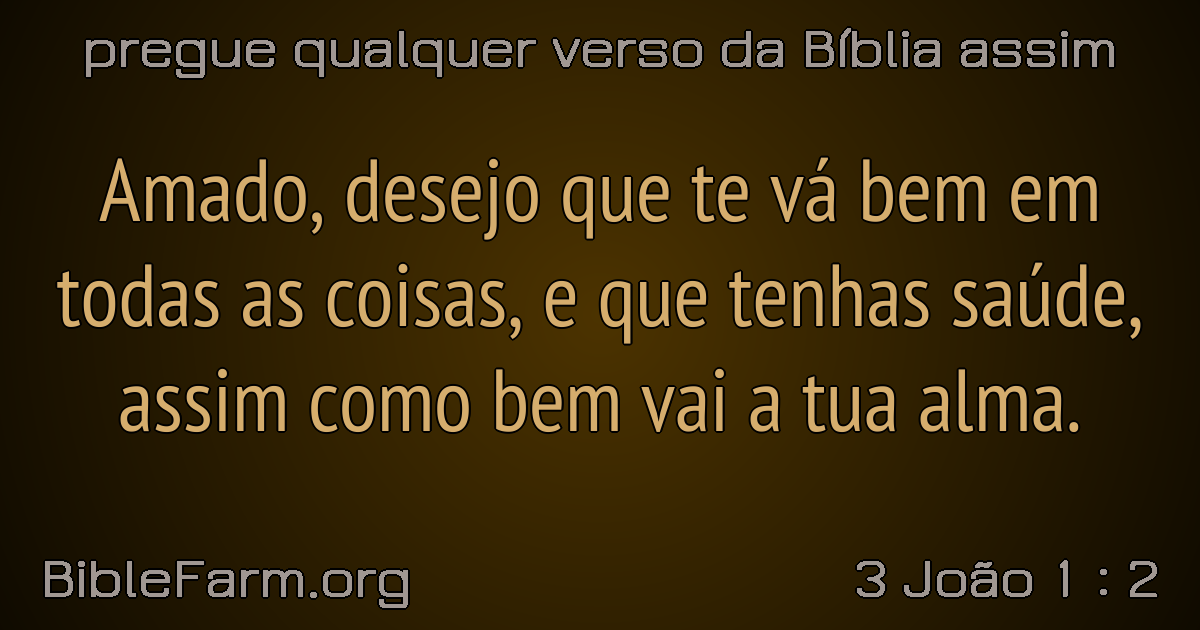 pregue qualquer verso da Bíblia assim
Amado, desejo que te vá bem em
todas as coisas, e que tenhas saúde,
assim como bem vai a tua alma.
BibleFarm.org
3 João 1 : 2